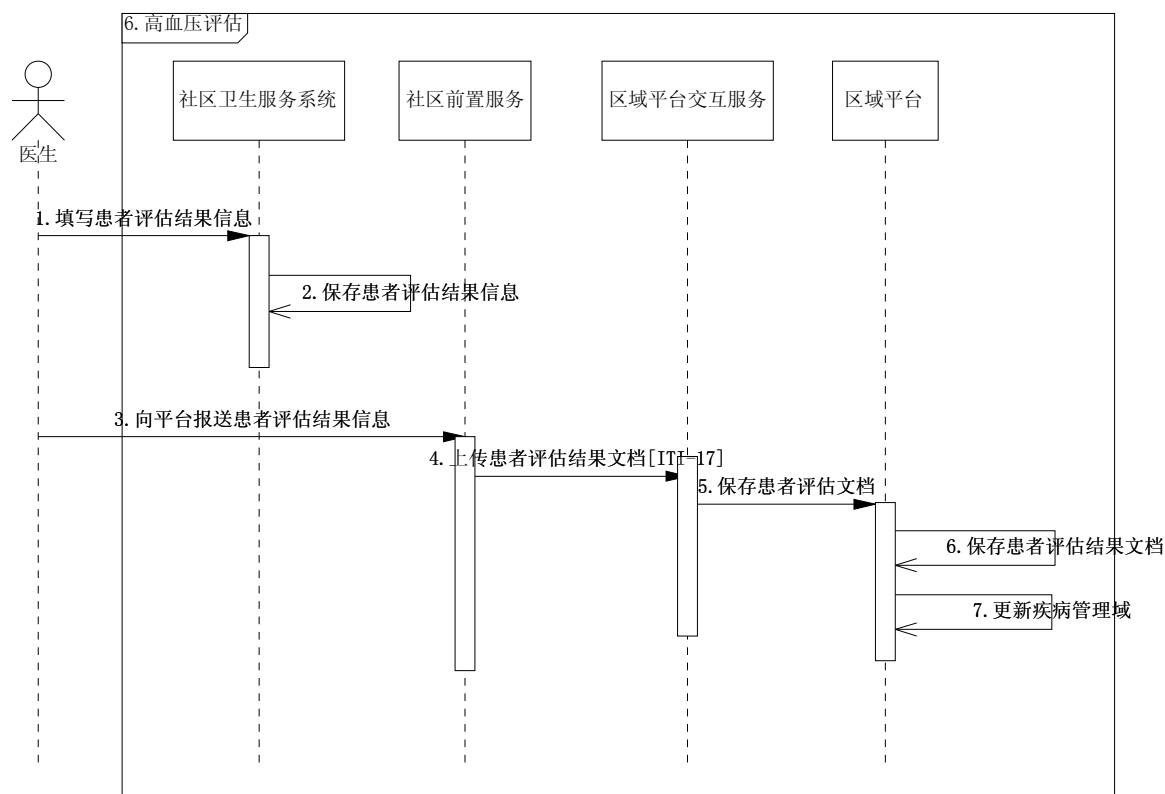 6.高血压评估
社区卫生服务系统
社区前置服务
区域平台交互服务
区域平台
医生
1.填写患者评估结果信息
2.保存患者评估结果信息
3.向平台报送患者评估结果信息
4.上传患者评估结果文档[ITI-17]
5.保存患者评估文档
6.保存患者评估结果文档
7.更新疾病管理域